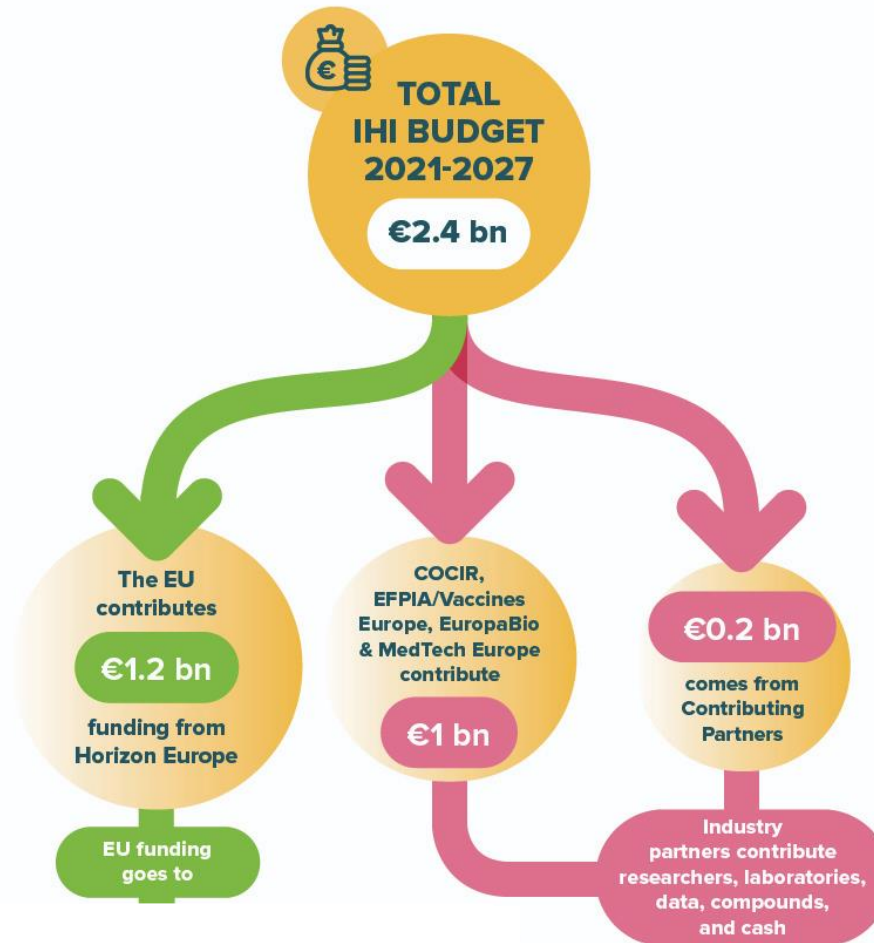 €
TOTAL
IHI BUDGET
2021-2027
€2.4 bn
The EU
contributes
€1.2 bn
funding from
Horizon Europe
EU funding
goes to
COCIR,
EFPIA/Vaccines
Europe, EuropaBio
& MedTech Europe
contribute
€1 bn
€0.2 bn
comes from
Contributing
Partners
Industry
partners contribute
researchers, laboratories,
data, compounds,
and cash